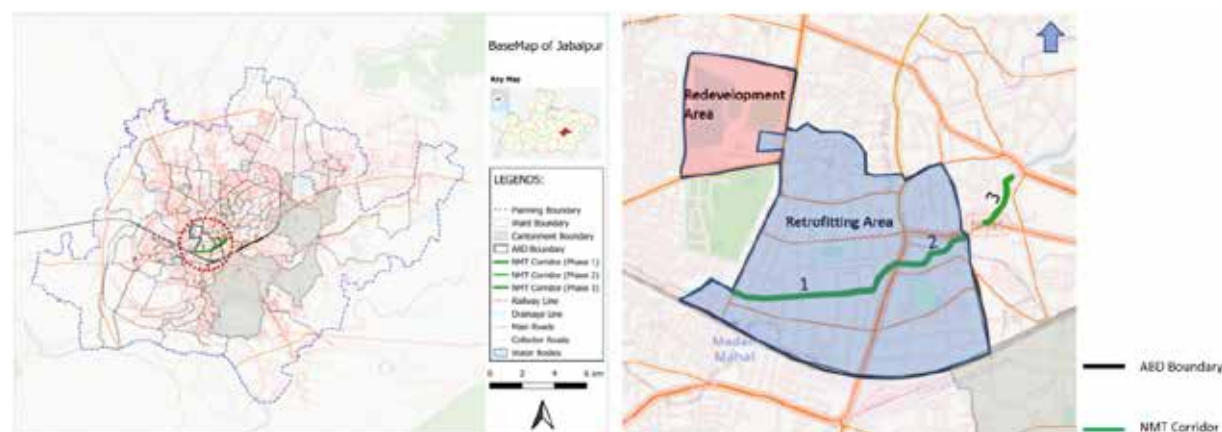 BaseMap of Jabalpur
Key Map
LEGENDS:
Planning Boundary
Ward Boundary
Cantonment Boundary
ABD Boundary
NMT Corridor (Phase 1)
NMT Corridor (Phase 2)
NMT Corridor (Phase 3)
Railway Line
Drainage Line
Main Roads
Collector Roads
Water Bodies
0 2 4 6 km
Redevelopment
Area
Retrofitting Area
1
2
3
Madan
Mahal
ABD Boundary
NMT Corridor